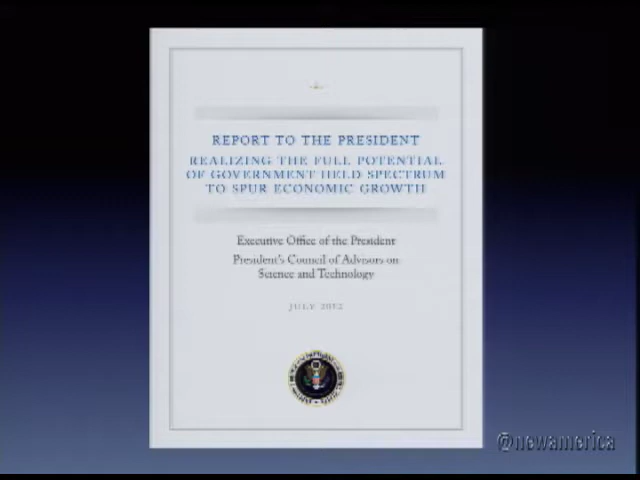 REPORT TO THE PRESIDENT
REALIZING THE FULL POTENTIAL
OF GOVERNMENT HELD SPECTRUM
TO SPUR ECONOMIC GROWTH
Executive Office of the President
President's Council of Advisors on
Science and Technology
JULY 2012
@newamerica